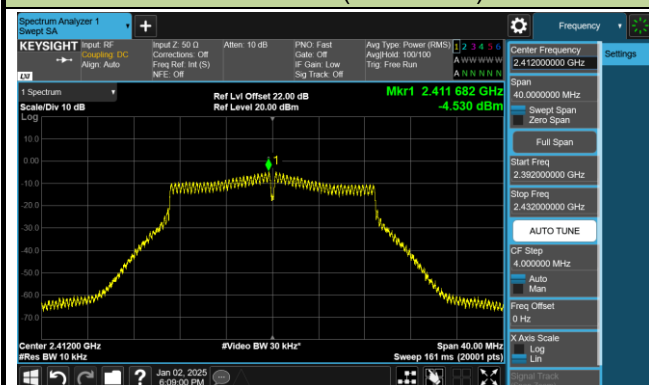 Spectrum Analyzer 1
Swept SA
+
Frequency
KEYSIGHT
Input: RF
Coupling: DC
Align: Auto
Input Z: 50 Ω
Corrections: Off
Freq Ref: Int (S)
NFE: Off
Atten: 10 dB
PNO: Fast
Gate: Off
IF Gain: Low
Sig Track: Off
Avg Type: Power (RMS)
Avg|Hold: 100/100
Trig: Free Run
1 2 3 4 5 6
A W W W W W
A N N N N N
1 Spectrum
Scale/Div 10 dB
Log
Ref Lvl Offset 22.00 dB
Ref Level 20.00 dBm
Mkr1 2.411 682 GHz
-4.530 dBm
10.0
0.00
-10.0
-20.0
-30.0
-40.0
-50.0
-60.0
-70.0
1
Center 2.41200 GHz
#Res BW 10 kHz
#Video BW 30 kHz*
Span 40.00 MHz
Sweep 161 ms (20001 pts)
Jan 02, 2025
6:09:00 PM
Center Frequency
2.412000000 GHz
Settings
Span
40.0000000 MHz
Swept Span
Zero Span
Full Span
Start Freq
2.392000000 GHz
Stop Freq
2.432000000 GHz
AUTO TUNE
CF Step
4.000000 MHz
Auto
Man
Freq Offset
0 Hz
X Axis Scale
Log
Lin
Signal Track